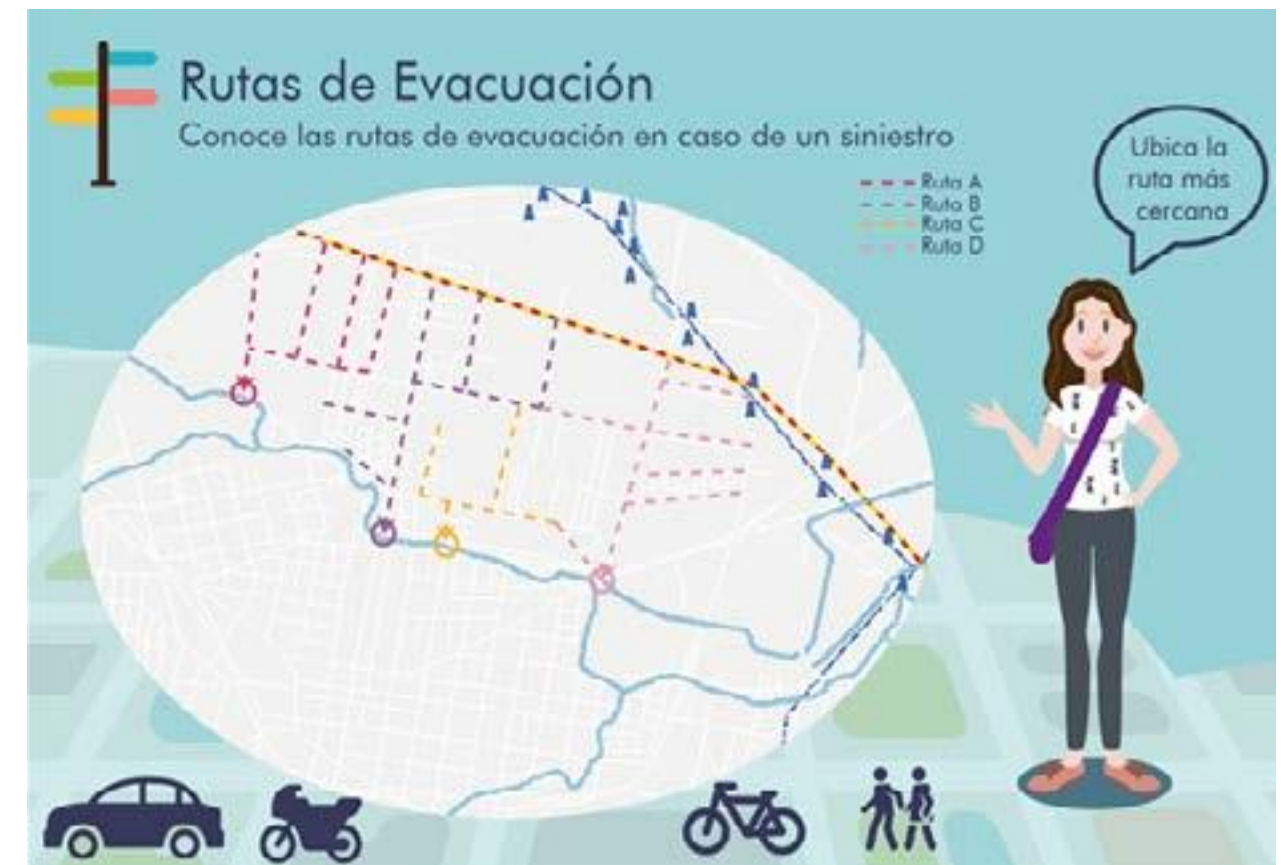 Rutas de Evacuación
Conoce las rutas de evacuación en caso de un siniestro
Ruta A
Ruta B
Ruta C
Ruta D
Ubica la
ruta más
cercana